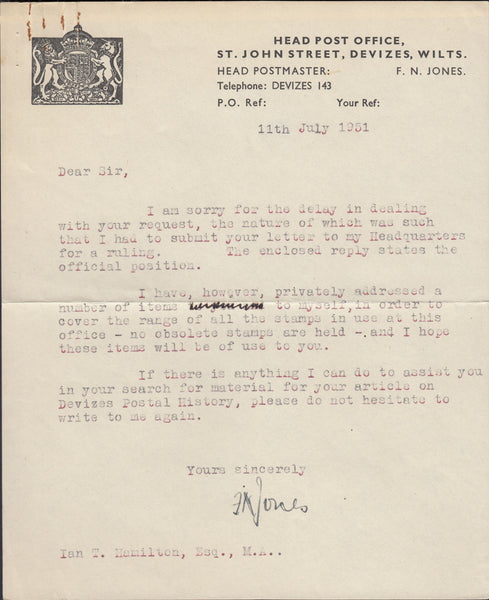 HEAD POST OFFICE,
ST. JOHN STREET, DEVIZES, WILTS.
HEAD POSTMASTER: F. N. JONES.
Telephone: DEVIZES 143
P.O. Ref: Your Ref:
11th July 1951
Dear Sir,
I am sorry for the delay in dealing
with your request, the nature of which was such
that I had to submit your letter to my Headquarters
for a ruling. The enclosed reply states the
official position.
I have, however, privately addressed a
number of items to myself, in order to
cover the range of all the stamps in use at this
office - no obsolete stamps are held - and I hope
these items will be of use to you.
If there is anything I can do to assist you
in your search for material for your article on
Devizes Postal History, please do not hesitate to
write to me again.
Yours sincerely
F N Jones
Ian T. Hamilton, Esq., M.A..